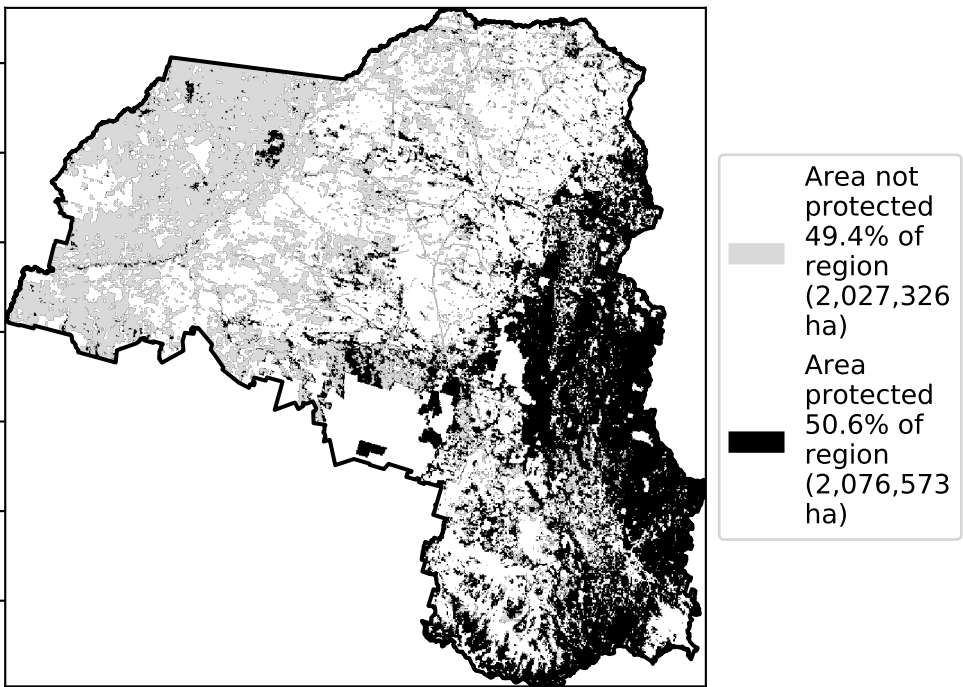 Area not
protected
49.4% of
region
(2,027,326
ha)
Area
protected
50.6% of
region
(2,076,573
ha)